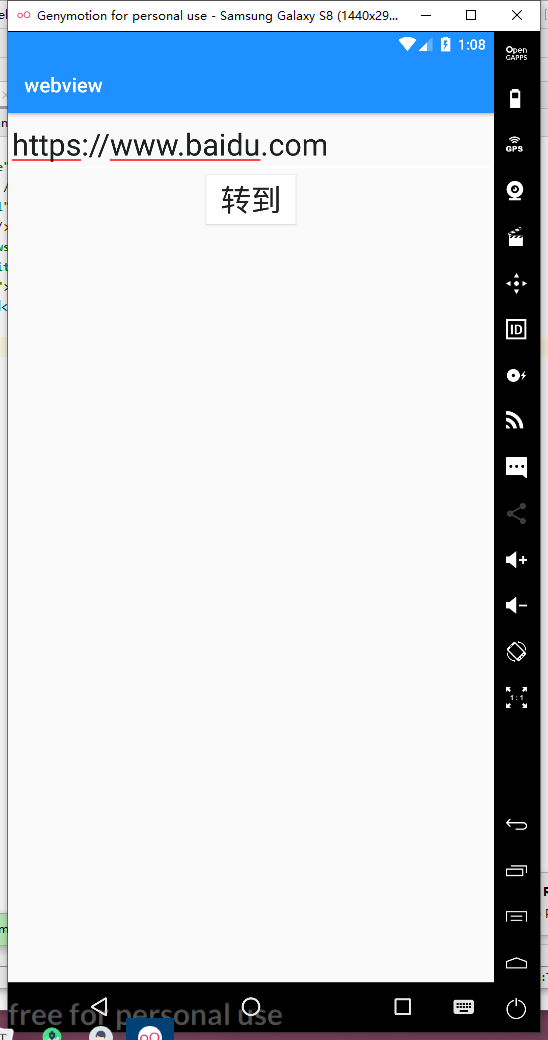 Genymotion for personal use - Samsung Galaxy S8 (1440x29...
1:08
Open
GAPPS
webview
https://www.baidu.com
转到
GPS
ID
1:1
free for personal use